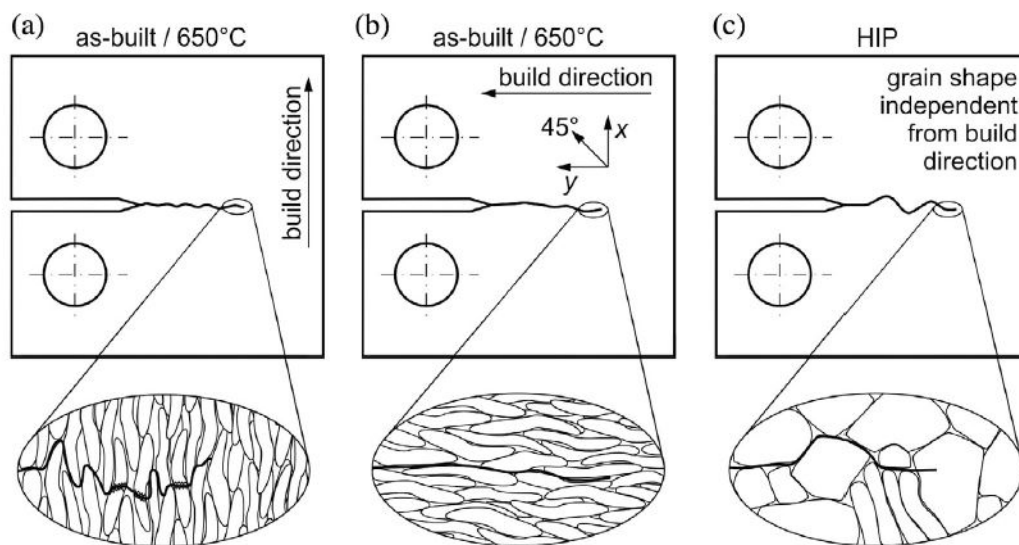 (a)
as-built / 650°C
build direction
(b)
as-built / 650°C
build direction
45°
x
y
(c)
HIP
grain shape
independent
from build
direction